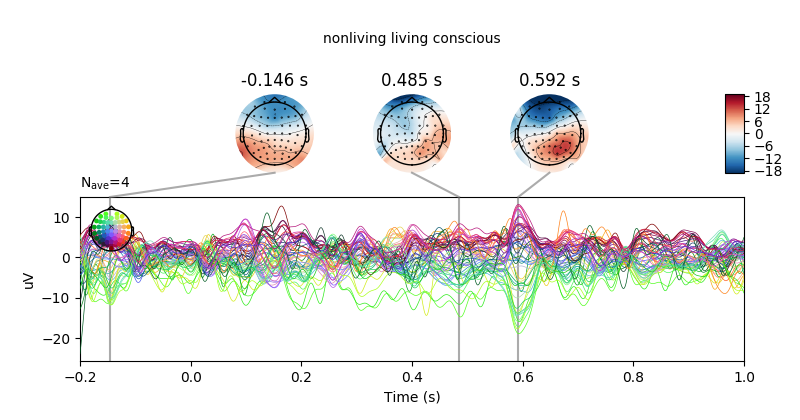 nonliving living conscious
-0.146 s 0.485 s 0.592 s
18
12
6
0
−6
−12
−18
Nave=4
10
0
−10
−20
uV
−0.2 0.0 0.2 0.4 0.6 0.8 1.0
Time (s)